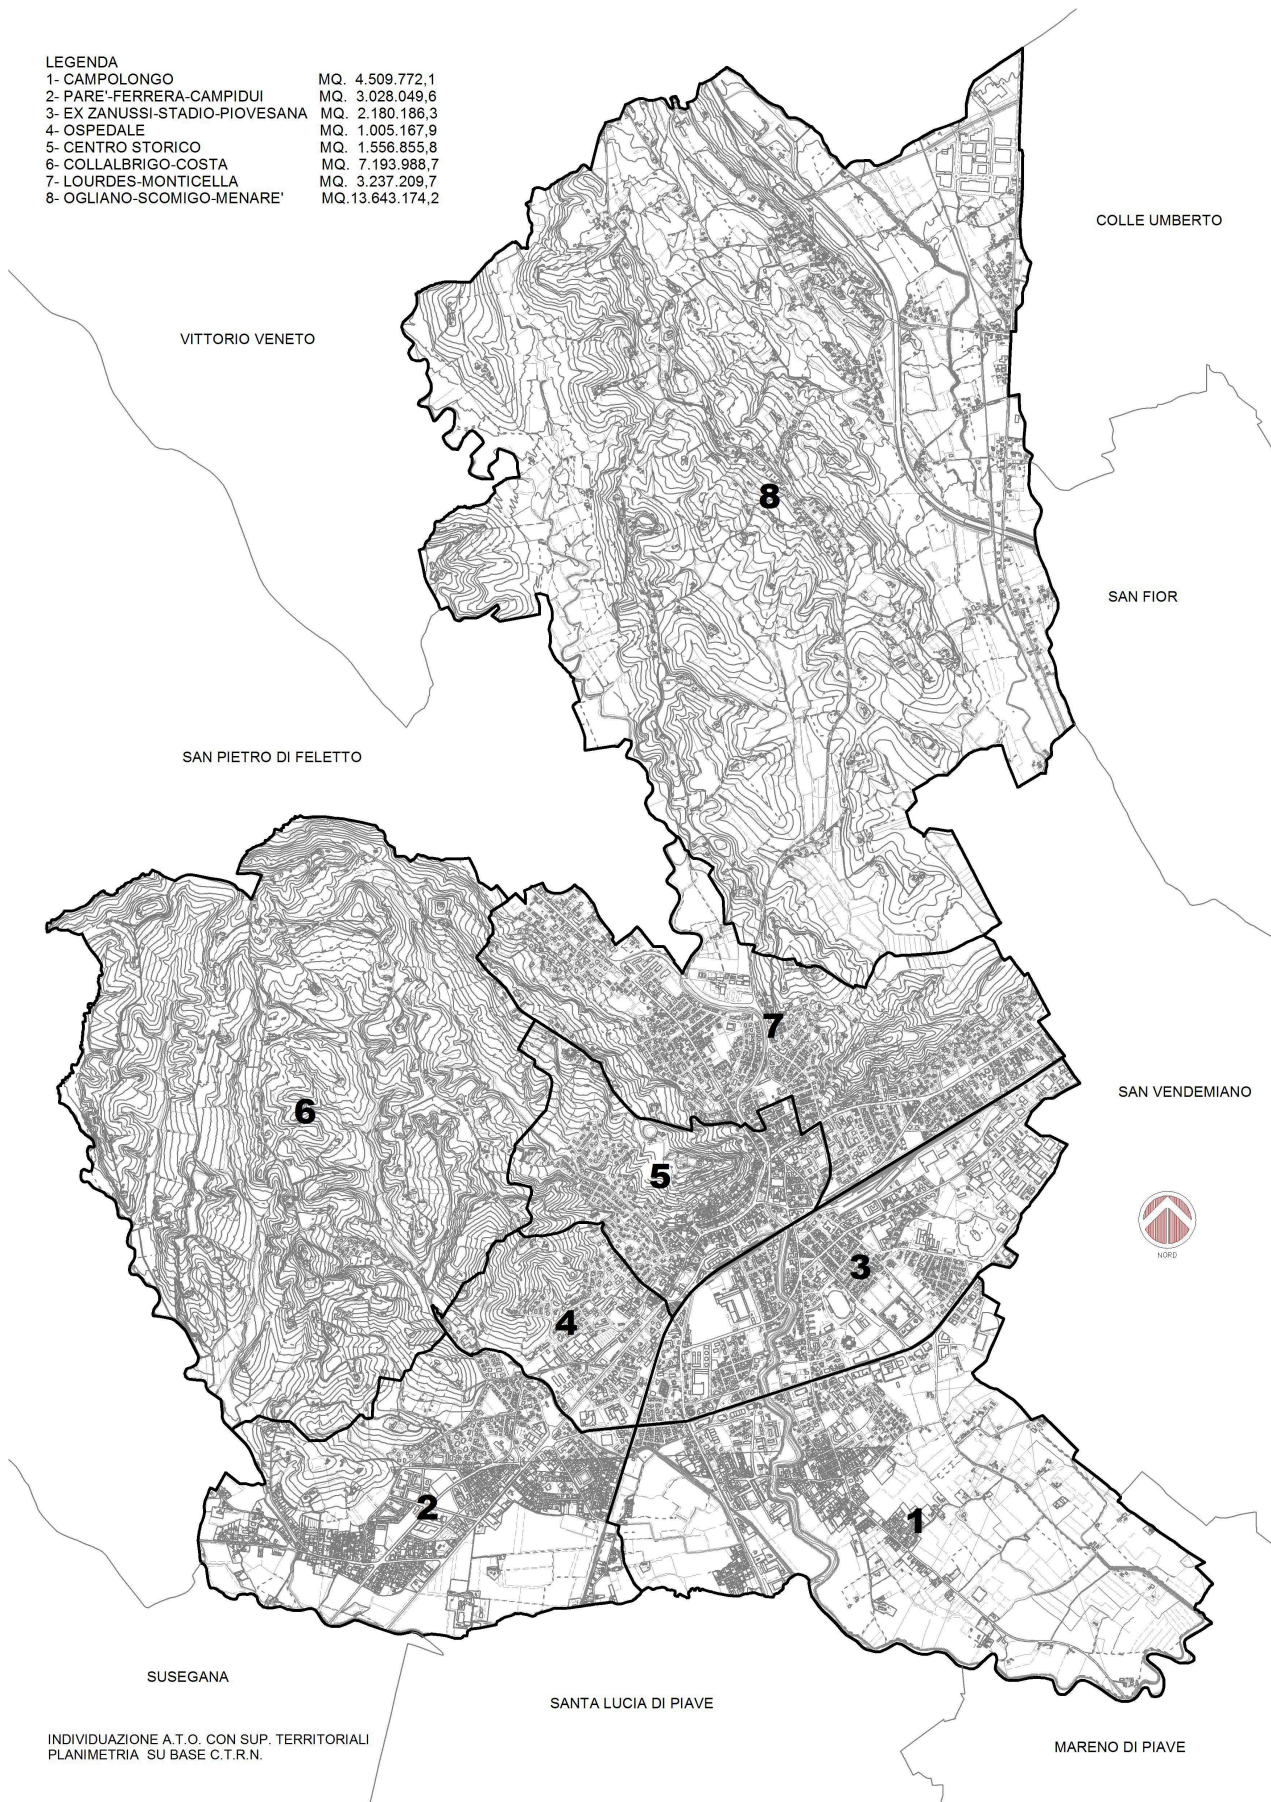 LEGENDA
1- CAMPOLONGO MQ. 4.509.772,1
2- PARE'-FERRERA-CAMPIDUI MQ. 3.028.049,6
3- EX ZANUSSI-STADIO-PIOVESANA MQ. 2.180.186,3
4- OSPEDALE MQ. 1.005.167,9
5- CENTRO STORICO MQ. 1.556.855,8
6- COLLALBRIGO-COSTA MQ. 7.193.988,7
7- LOURDES-MONTICELLA MQ. 3.237.209,7
8- OGLIANO-SCOMIGO-MENARE' MQ.13.643.174,2
COLLE UMBERTO
VITTORIO VENETO
8
SAN FIOR
SAN PIETRO DI FELETTO
7
SAN VENDEMIANO
6
5
NORD
3
4
2
1
SUSEGANA
SANTA LUCIA DI PIAVE
MARENO DI PIAVE
INDIVIDUAZIONE A.T.O. CON SUP. TERRITORIALI
PLANIMETRIA SU BASE C.T.R.N.